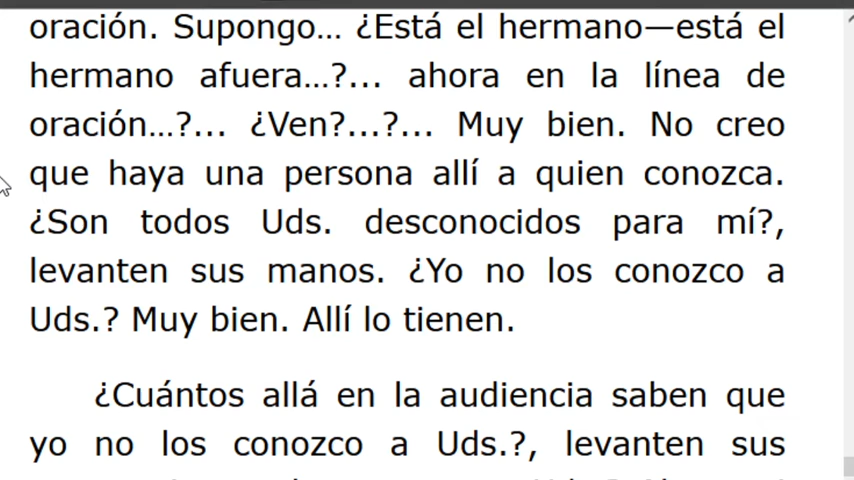 oración. Supongo… ¿Está el hermano—está el
hermano afuera…?… ahora en la línea de
oración…?… ¿Ven?…?… Muy bien. No creo
que haya una persona allí a quien conozca.
¿Son todos Uds. desconocidos para mí?,
levanten sus manos. ¿Yo no los conozco a
Uds.? Muy bien. Allí lo tienen.
¿Cuántos allá en la audiencia saben que
yo no los conozco a Uds.?, levanten sus